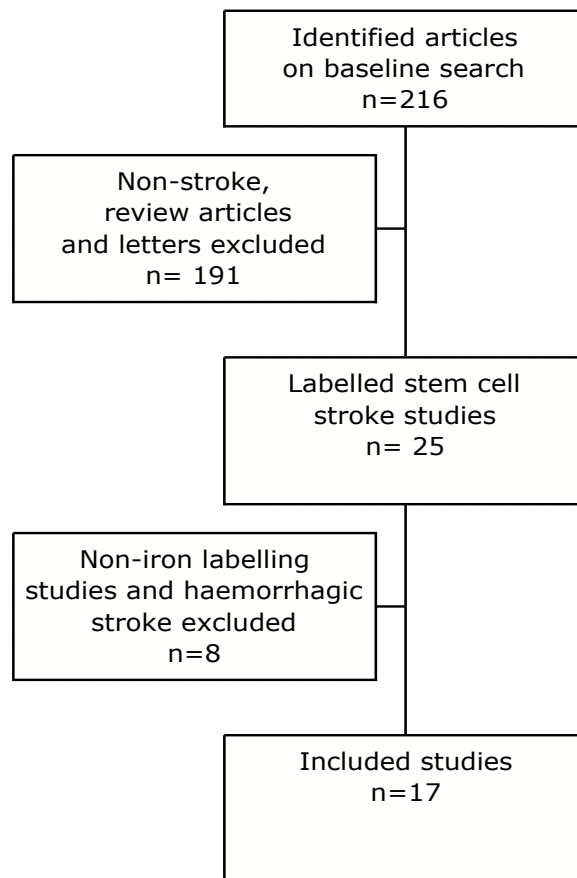 Identified articles
on baseline search
n=216
Non-stroke,
review articles
and letters excluded
n= 191
Labelled stem cell
stroke studies
n= 25
Non-iron labelling
studies and haemorrhagic
stroke excluded
n=8
Included studies
n=17